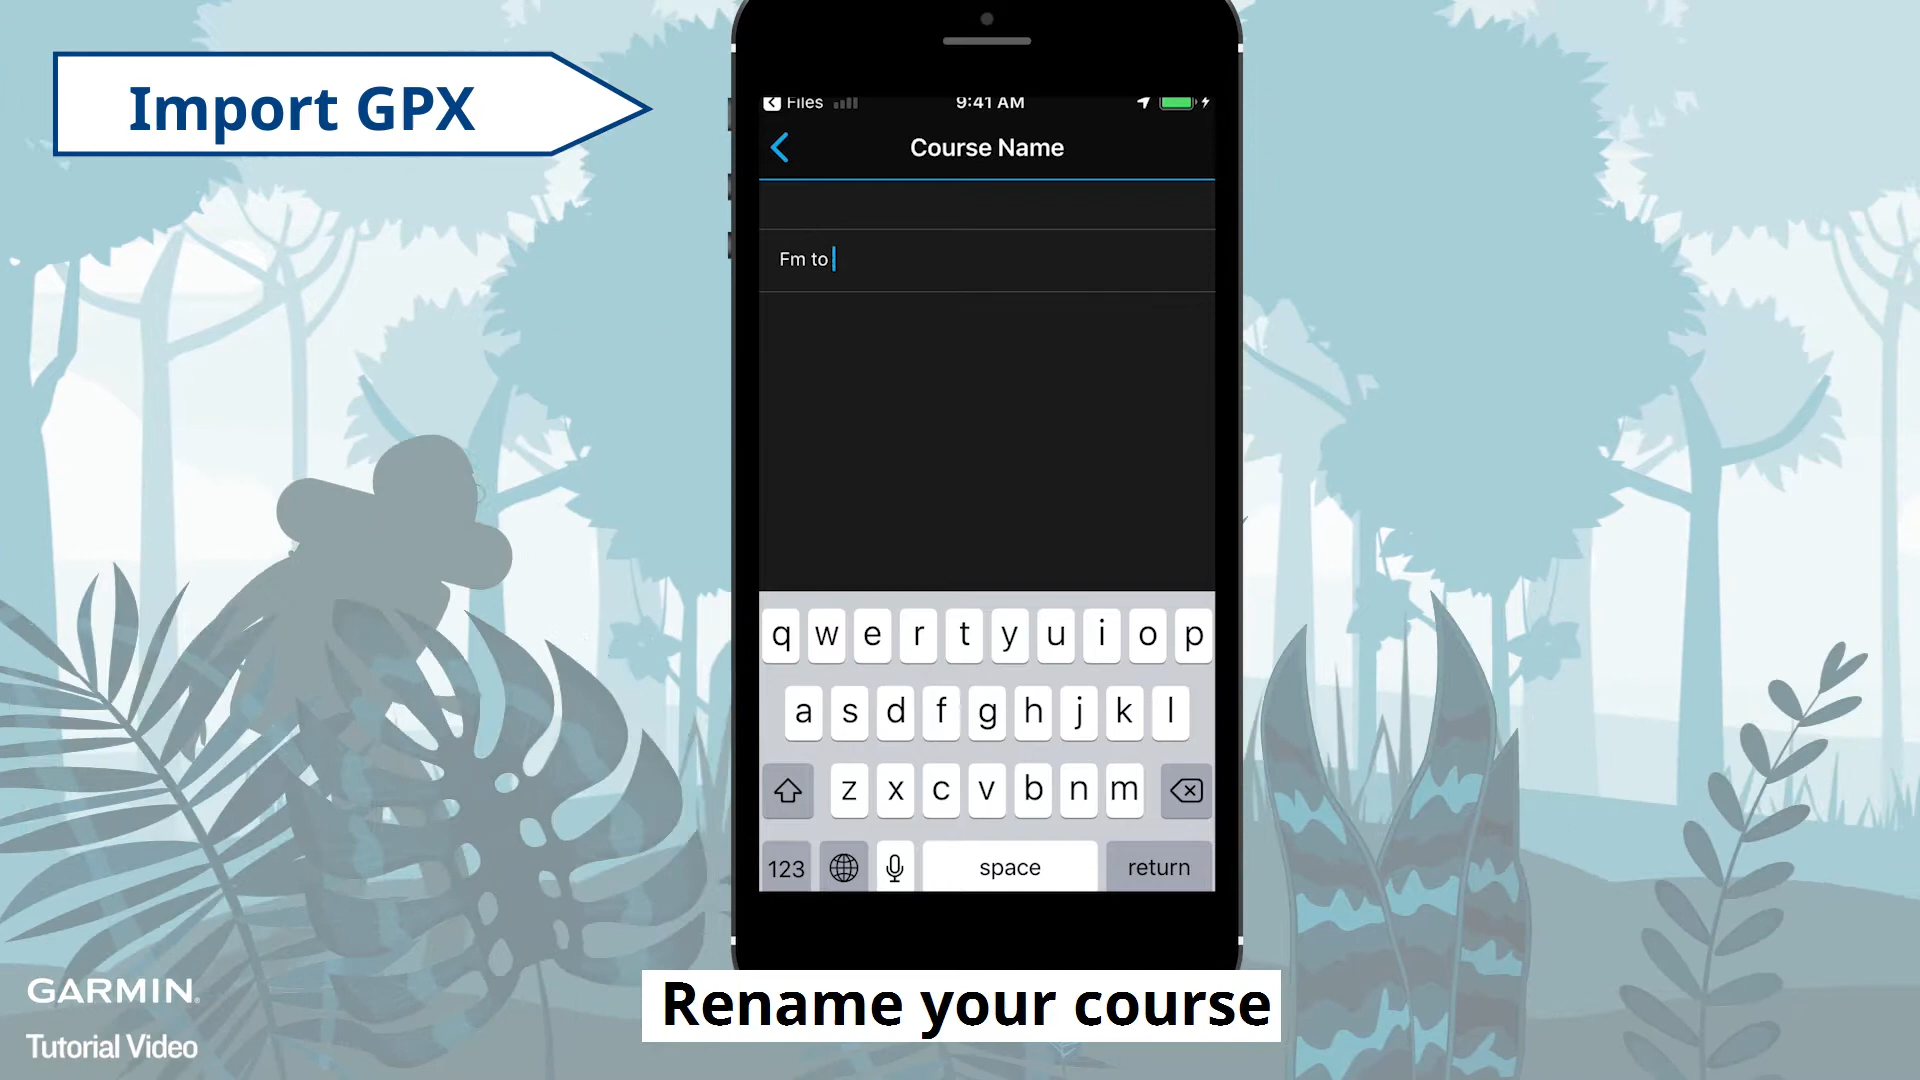 Import GPX
Files
9:41 AM
Course Name
Fm to
q w e r t y u i o p
a s d f g h j k l
z x c v b n m
123 space return
Rename your course
GARMIN
Tutorial Video